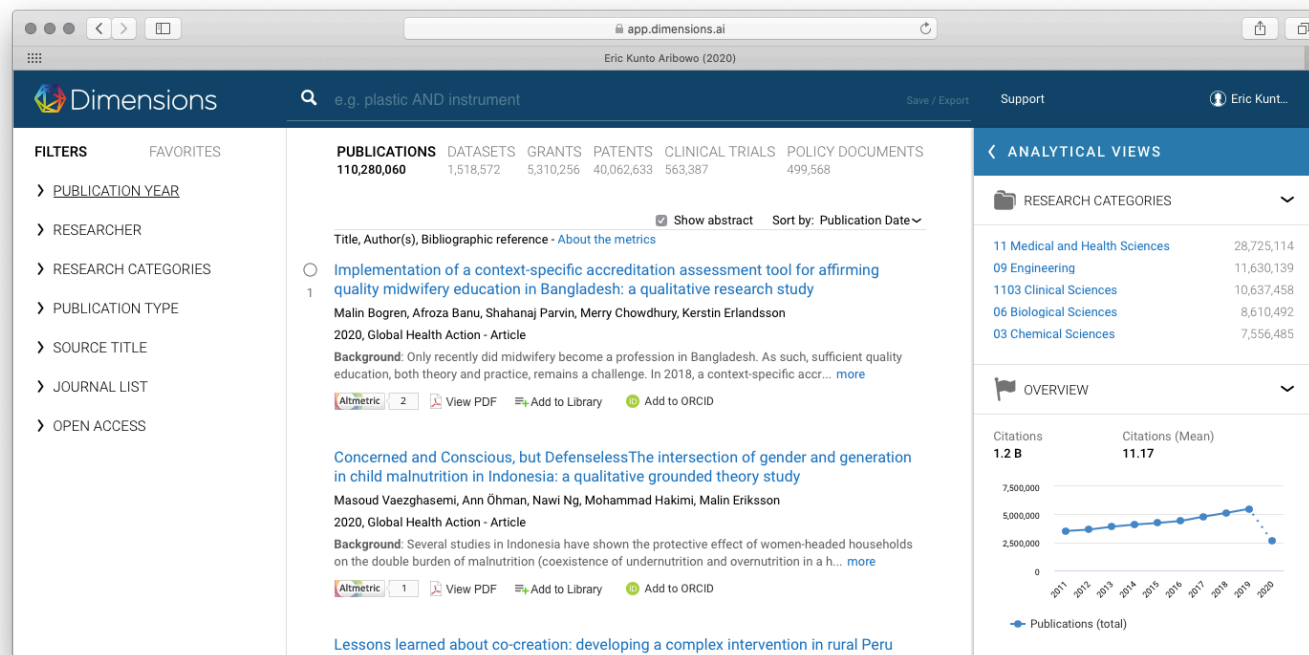 app.dimensions.ai
Eric Kunto Aribowo (2020)
Dimensions
e.g. plastic AND instrument
Save / Export
Support
Eric Kunt...
FILTERS FAVORITES
PUBLICATION YEAR
RESEARCHER
RESEARCH CATEGORIES
PUBLICATION TYPE
SOURCE TITLE
JOURNAL LIST
OPEN ACCESS
PUBLICATIONS DATASETS GRANTS PATENTS CLINICAL TRIALS POLICY DOCUMENTS
110,280,060 1,518,572 5,310,256 40,062,633 563,387 499,568
Show abstract Sort by: Publication Date
Title, Author(s), Bibliographic reference - About the metrics
Implementation of a context-specific accreditation assessment tool for affirming
quality midwifery education in Bangladesh: a qualitative research study
1
Malin Bogren, Afroza Banu, Shahanaj Parvin, Merry Chowdhury, Kerstin Erlandsson
2020, Global Health Action - Article
Background: Only recently did midwifery become a profession in Bangladesh. As such, sufficient quality
education, both theory and practice, remains a challenge. In 2018, a context-specific accr... more
Altmetric 2 View PDF Add to Library iD Add to ORCID
Concerned and Conscious, but DefenselessThe intersection of gender and generation
in child malnutrition in Indonesia: a qualitative grounded theory study
Masoud Vaezghasemi, Ann Öhman, Nawi Ng, Mohammad Hakimi, Malin Eriksson
2020, Global Health Action - Article
Background: Several studies in Indonesia have shown the protective effect of women-headed households
on the double burden of malnutrition (coexistence of undernutrition and overnutrition in a h... more
Altmetric 1 View PDF Add to Library iD Add to ORCID
Lessons learned about co-creation: developing a complex intervention in rural Peru
ANALYTICAL VIEWS
RESEARCH CATEGORIES
11 Medical and Health Sciences 28,725,114
09 Engineering 11,630,139
1103 Clinical Sciences 10,637,458
06 Biological Sciences 8,610,492
03 Chemical Sciences 7,556,485
OVERVIEW
Citations Citations (Mean)
1.2 B 11.17
7,500,000
5,000,000
2,500,000
0
2011 2012 2013 2014 2015 2016 2017 2018 2019 2020
Publications (total)